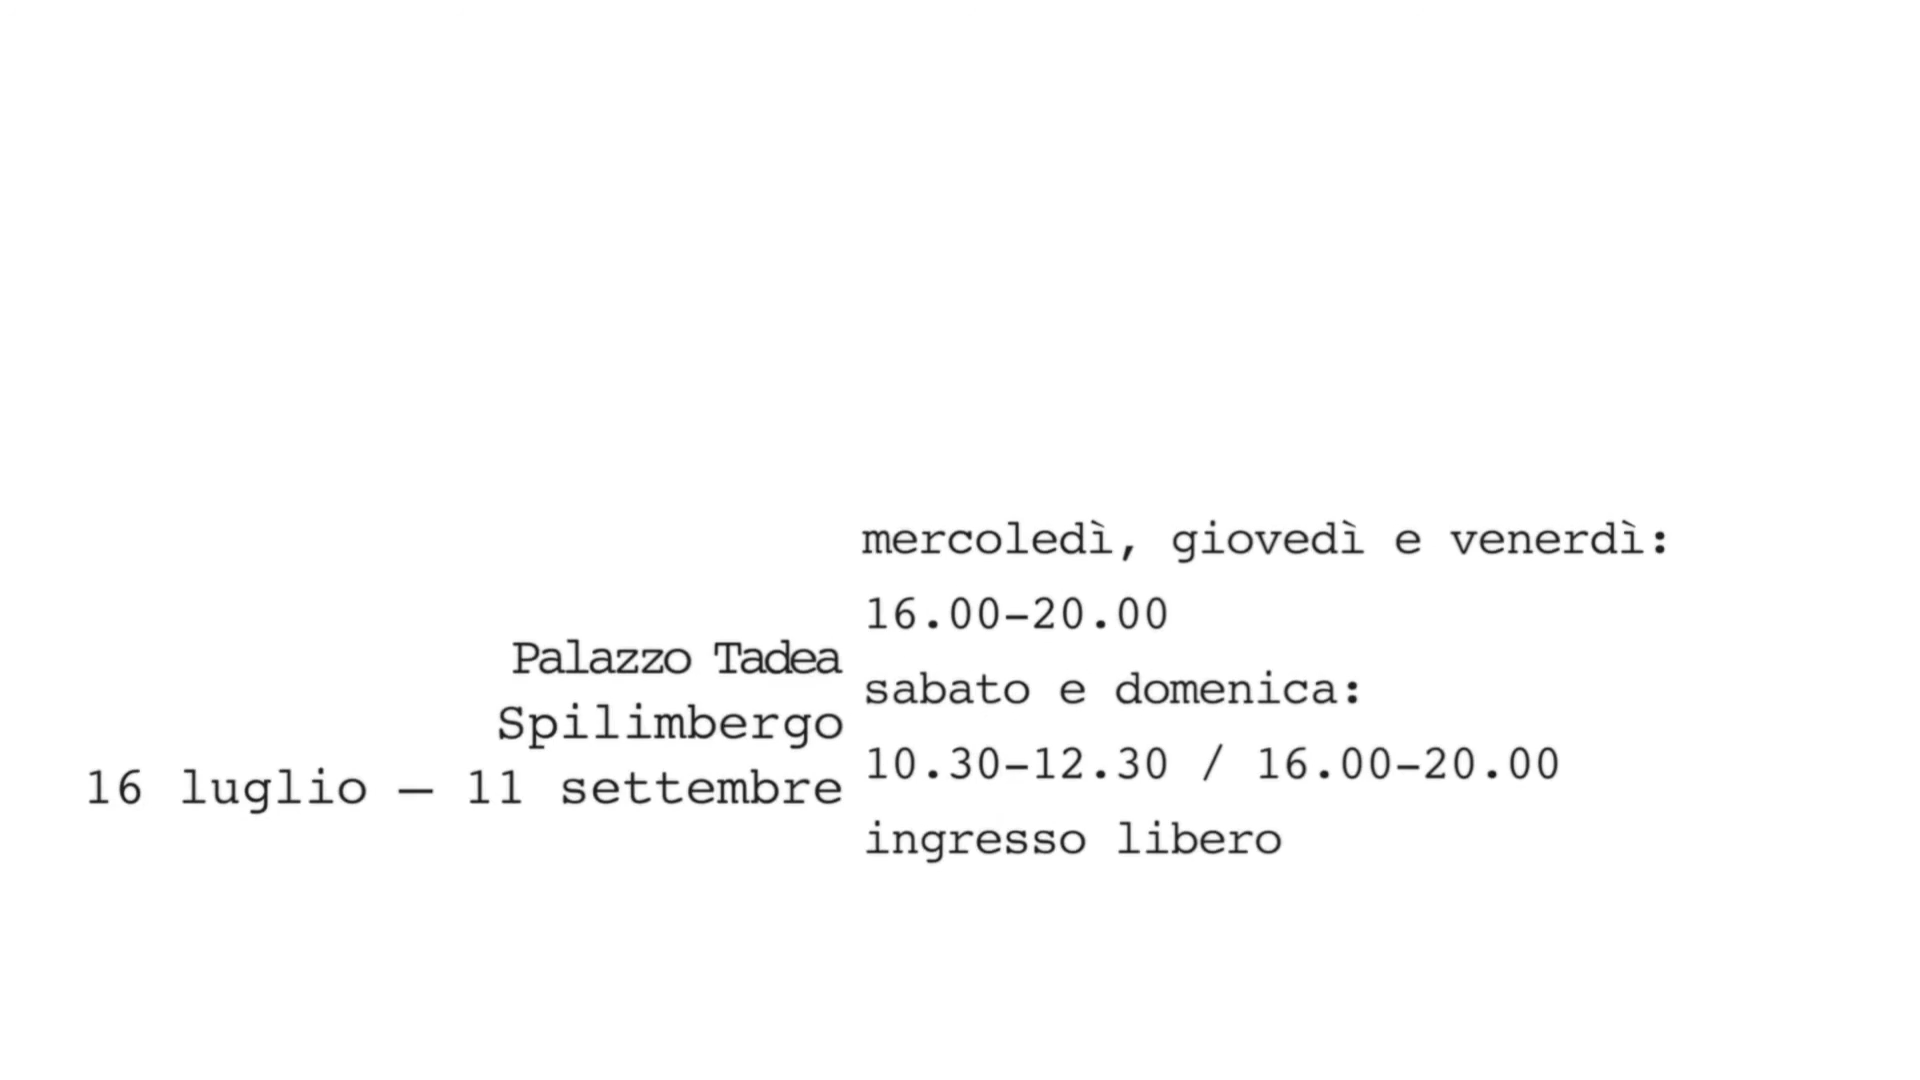 Palazzo Tadea
Spilimbergo
16 luglio – 11 settembre
mercoledì, giovedì e venerdì:
16.00-20.00
sabato e domenica:
10.30-12.30 / 16.00-20.00
ingresso libero